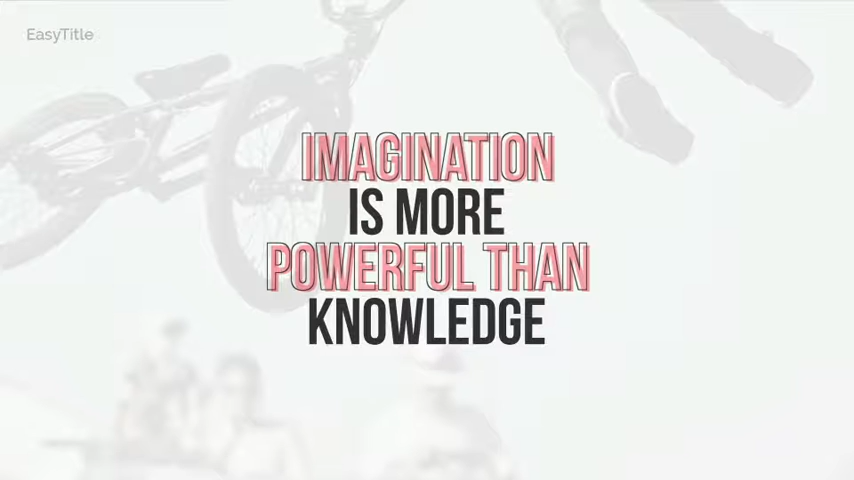 EasyTitle
IMAGINATION
IS MORE
POWERFUL THAN
KNOWLEDGE